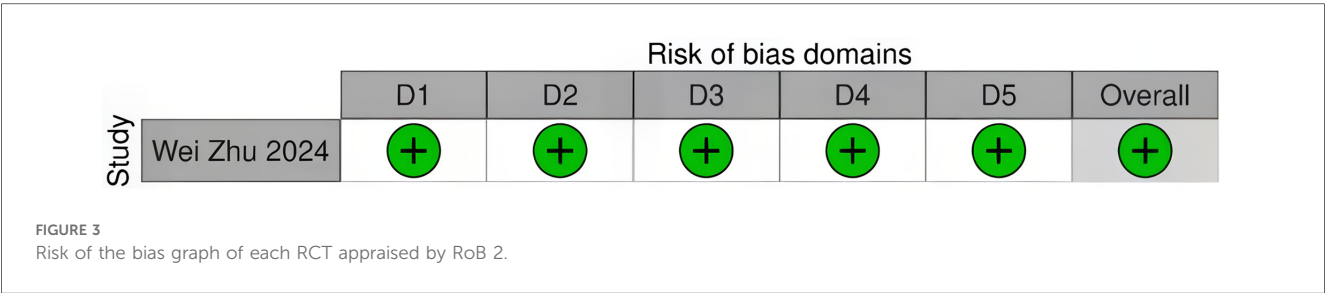 Risk of bias domains
D1 D2 D3 D4 D5 Overall
Study
Wei Zhu 2024 + + + + + +
FIGURE 3
Risk of the bias graph of each RCT appraised by RoB 2.